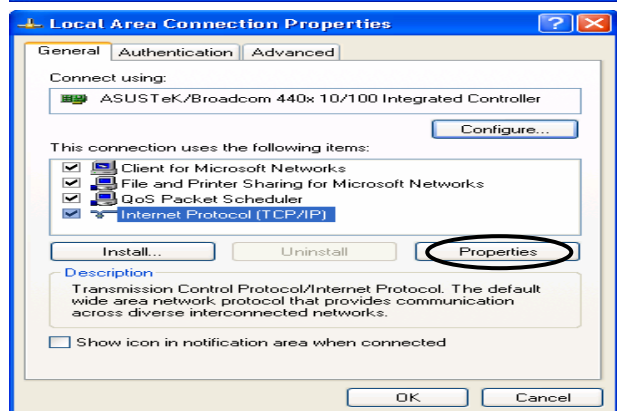 Local Area Connection Properties
General Authentication Advanced
Connect using:
ASUSTeK/Broadcom 440x 10/100 Integrated Controller
Configure...
This connection uses the following items:
Client for Microsoft Networks
File and Printer Sharing for Microsoft Networks
QoS Packet Scheduler
Internet Protocol (TCP/IP)
Install... Uninstall Properties
Description
Transmission Control Protocol/Internet Protocol. The default
wide area network protocol that provides communication
across diverse interconnected networks.
Show icon in notification area when connected
OK Cancel